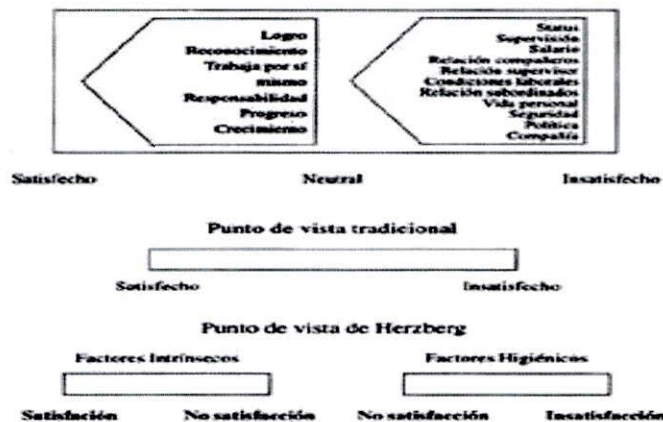 Logro
Reconocimiento
Trabaja por sí
mismo
Responsabilidad
Progreso
Crecimiento
Status
Supervisión
Salario
Relación compañeros
Relación supervisor
Condiciones laborales
Relación subordinados
Vida personal
Seguridad
Política
Compañía
Satisfecho Neutral Insatisfecho
Punto de vista tradicional
Satisfecho Insatisfecho
Punto de vista de Herzberg
Factores Intrínsecos Factores Higiénicos
Satisfación No satisfacción No satisfacción Insatisfacción